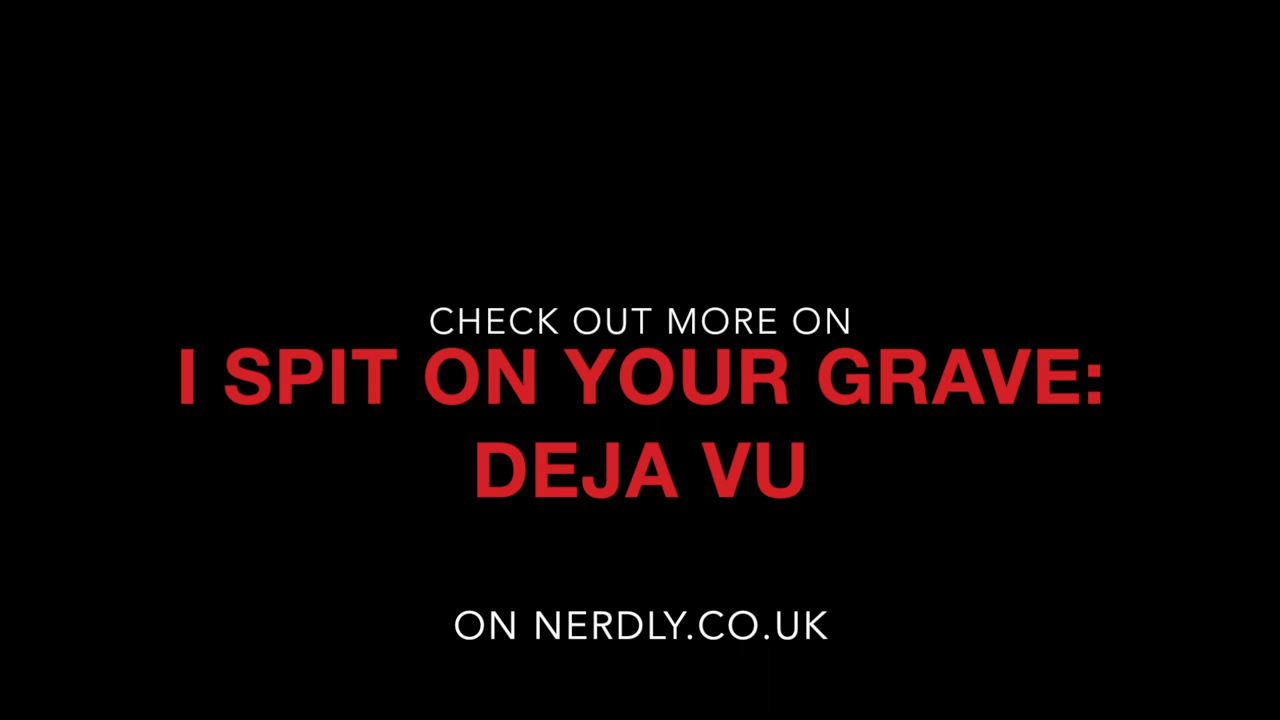 CHECK OUT MORE ON
I SPIT ON YOUR GRAVE:
DEJA VU
ON NERDLY.CO.UK